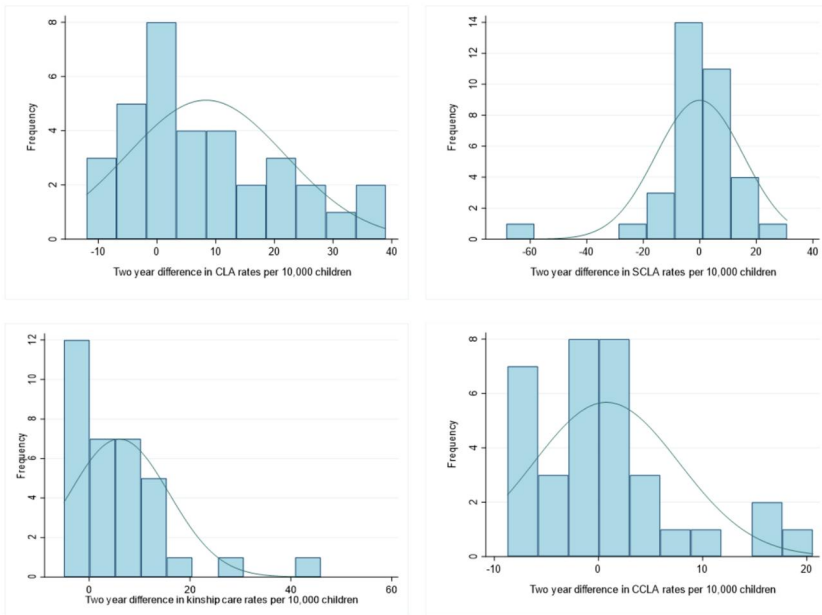 8
6
4
2
0
Frequency
-10 0 10 20 30 40
Two year difference in CLA rates per 10,000 children
14
12
10
8
6
4
2
0
Frequency
-60 -40 -20 0 20 40
Two year difference in SCLA rates per 10,000 children
12
10
8
6
4
2
0
Frequency
0 20 40 60
Two year difference in kinship care rates per 10,000 children
8
6
4
2
0
Frequency
-10 0 10 20
Two year difference in CCLA rates per 10,000 children